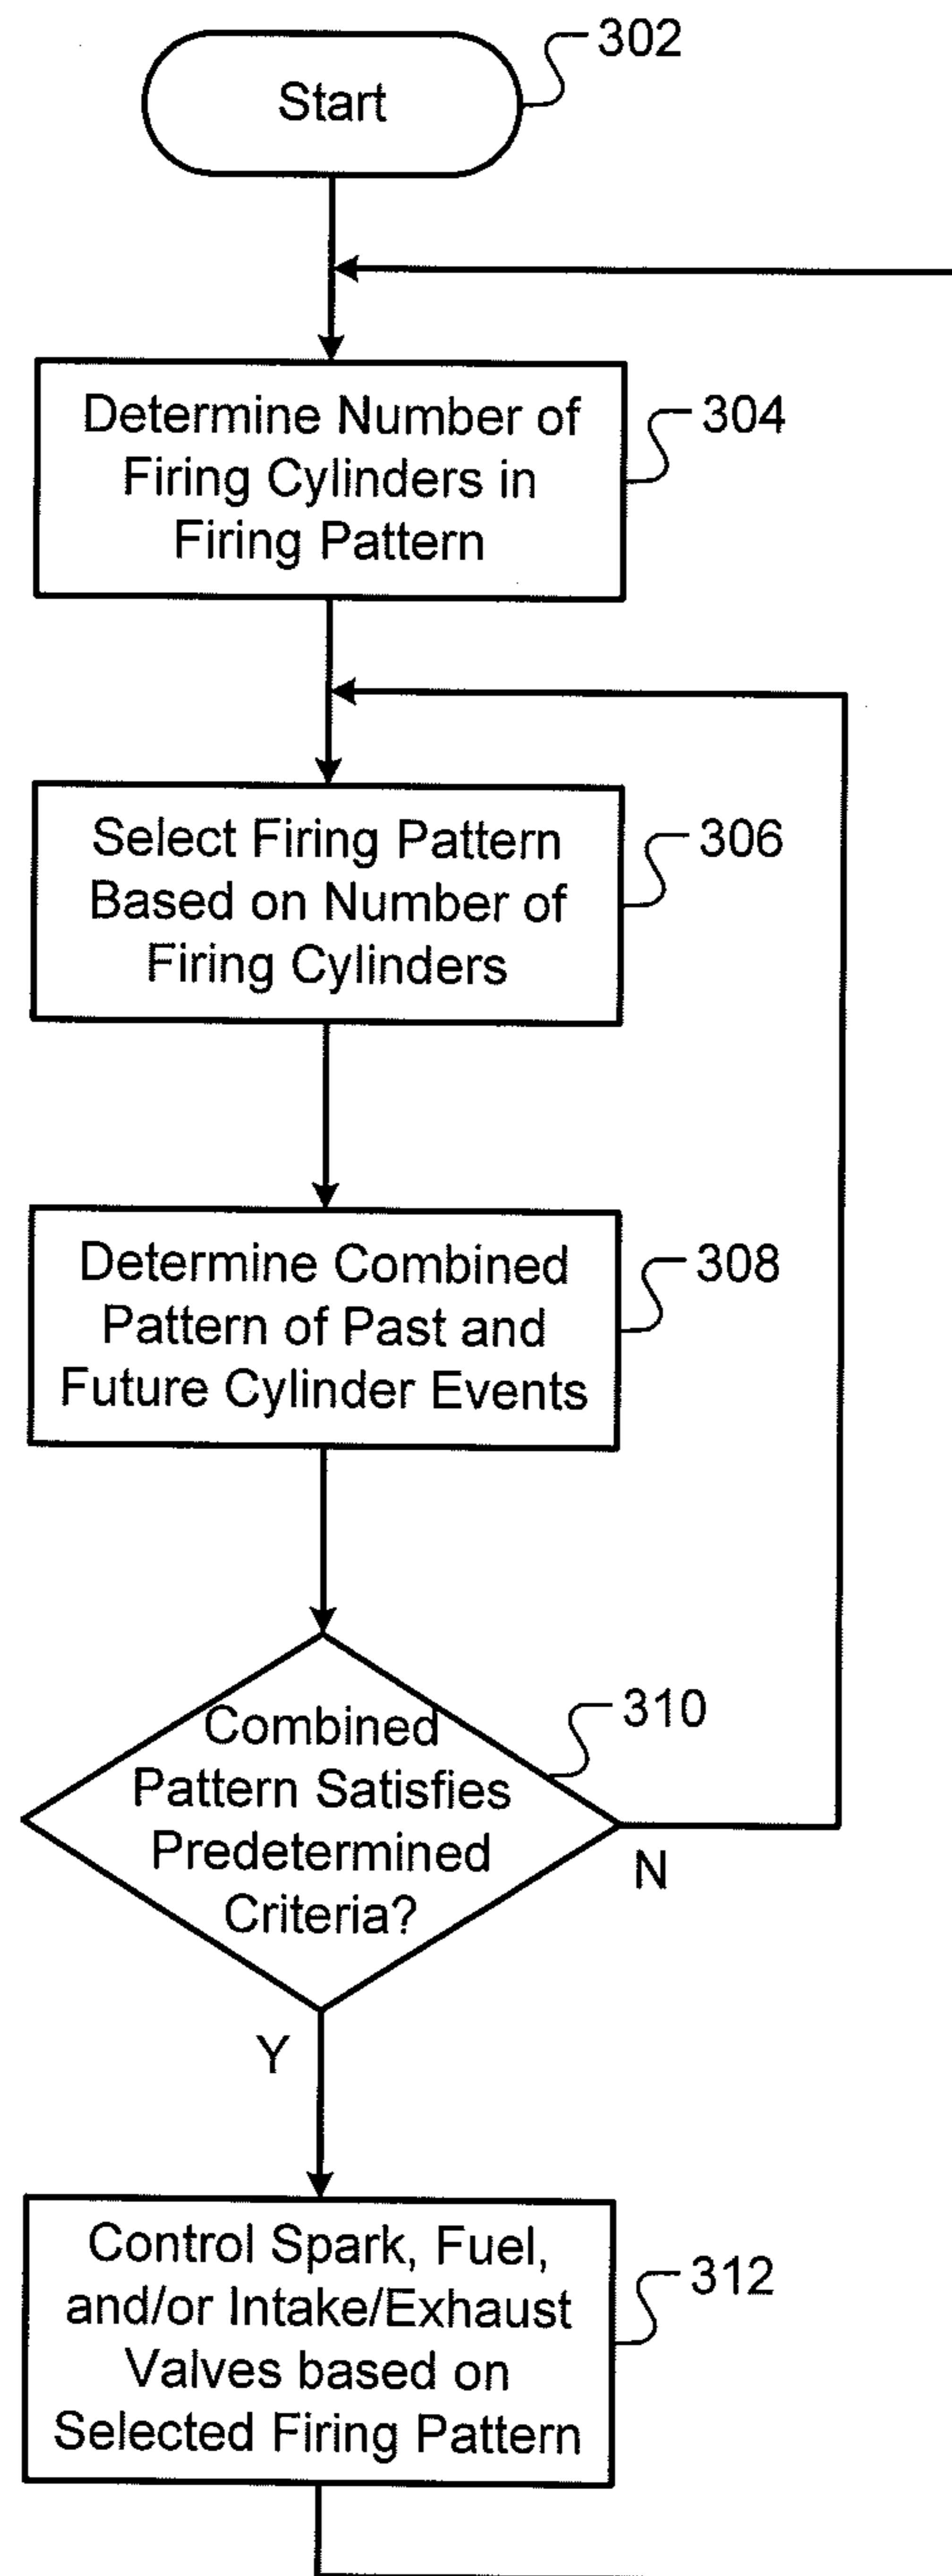 Start
302
Determine Number of
Firing Cylinders in
Firing Pattern
304
Select Firing Pattern
Based on Number of
Firing Cylinders
306
Determine Combined
Pattern of Past and
Future Cylinder Events
308
Combined
Pattern Satisfies
Predetermined
Criteria?
310
N
Y
Control Spark, Fuel,
and/or Intake/Exhaust
Valves based on
Selected Firing Pattern
312